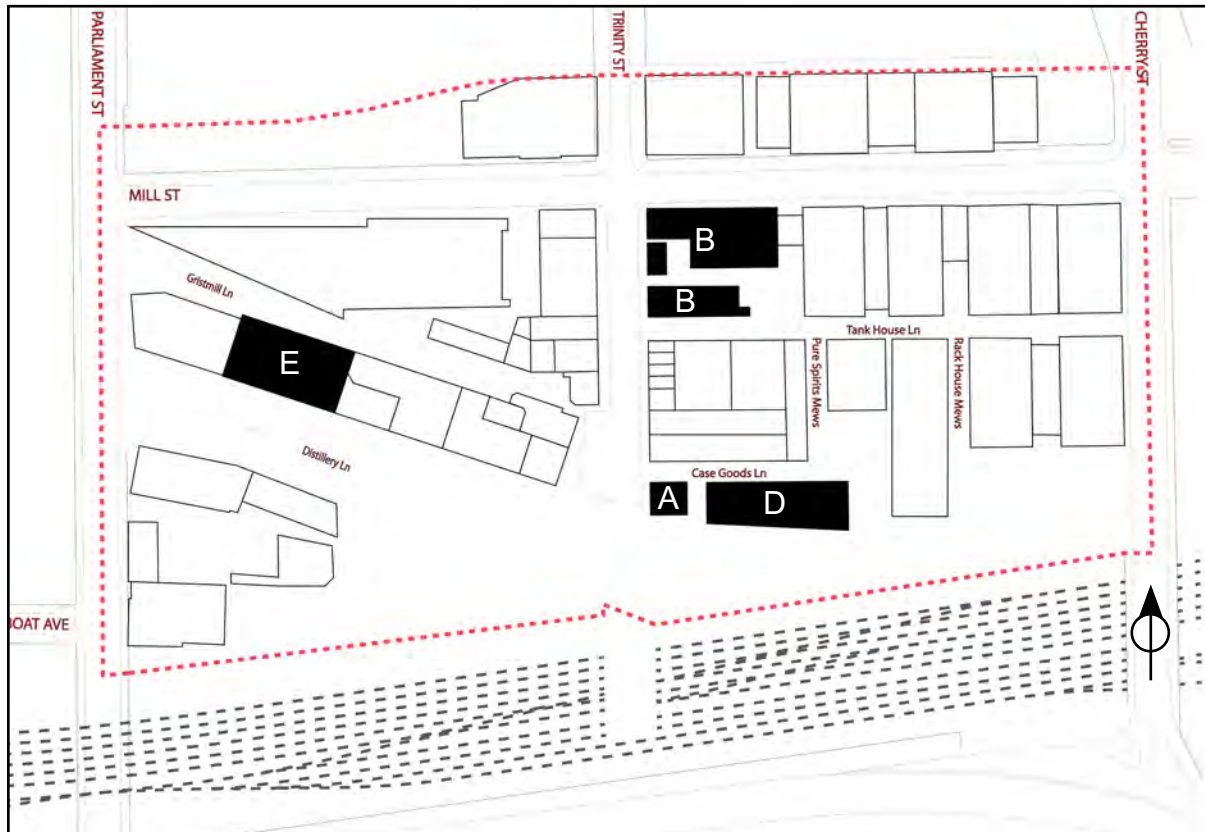 PARLIAMENT ST
TRINITY ST
CHERRY ST
MILL ST
B
Gristmill Ln
B
Tank House Ln
E
Pure Spirits Mews
Rack House Mews
Distillery Ln
Case Goods Ln
A
D
BOAT AVE